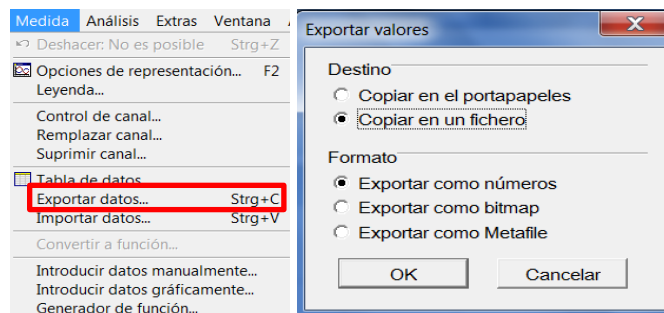 Medida Análisis Extras Ventana
Deshacer: No es posible Strg+Z
Opciones de representación... F2
Leyenda...
Control de canal...
Remplazar canal...
Suprimir canal...
Tabla de datos
Exportar datos... Strg+C
Importar datos... Strg+V
Convertir a función...
Introducir datos manualmente...
Introducir datos gráficamente...
Generador de función...
Exportar valores
Destino
Copiar en el portapapeles
Copiar en un fichero
Formato
Exportar como números
Exportar como bitmap
Exportar como Metafile
OK Cancelar